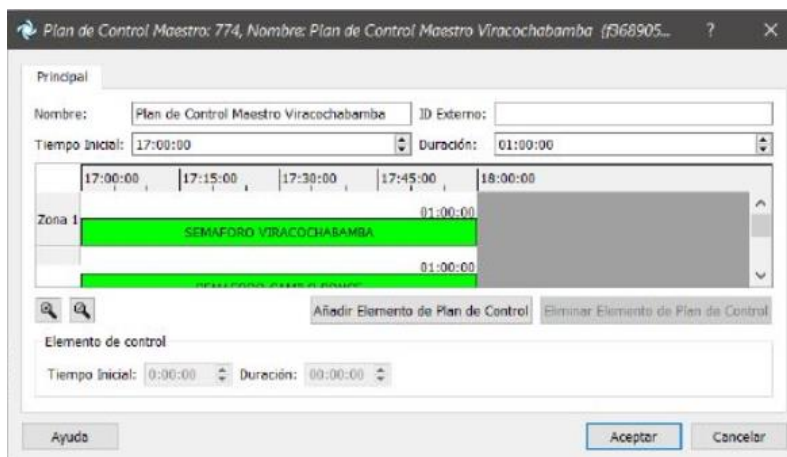 Plan de Control Maestro: 774, Nombre: Plan de Control Maestro Viracochabamba {f368905... ? ×
Principal
Nombre: Plan de Control Maestro Viracochabamba ID Externo:
Tiempo Inicial: 17:00:00 Duración: 01:00:00
17:00:00 17:15:00 17:30:00 17:45:00 18:00:00
01:00:00
Zona 1
SEMAFORO VIRACOCHABAMBA
01:00:00
Añadir Elemento de Plan de Control Eliminar Elemento de Plan de Control
Elemento de control
Tiempo Inicial: 0:00:00 Duración: 00:00:00
Ayuda Aceptar Cancelar